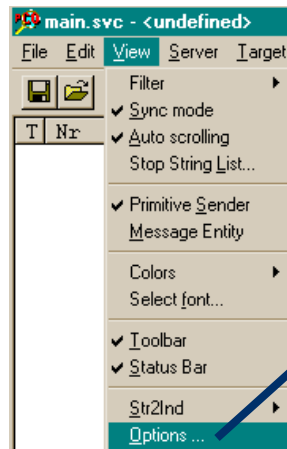 main.svc - <undefined>
File Edit View Server Target
T Nr
Filter
Sync mode
Auto scrolling
Stop String List...
Primitive Sender
Message Entity
Colors
Select font...
Toolbar
Status Bar
Str2Ind
Options ...